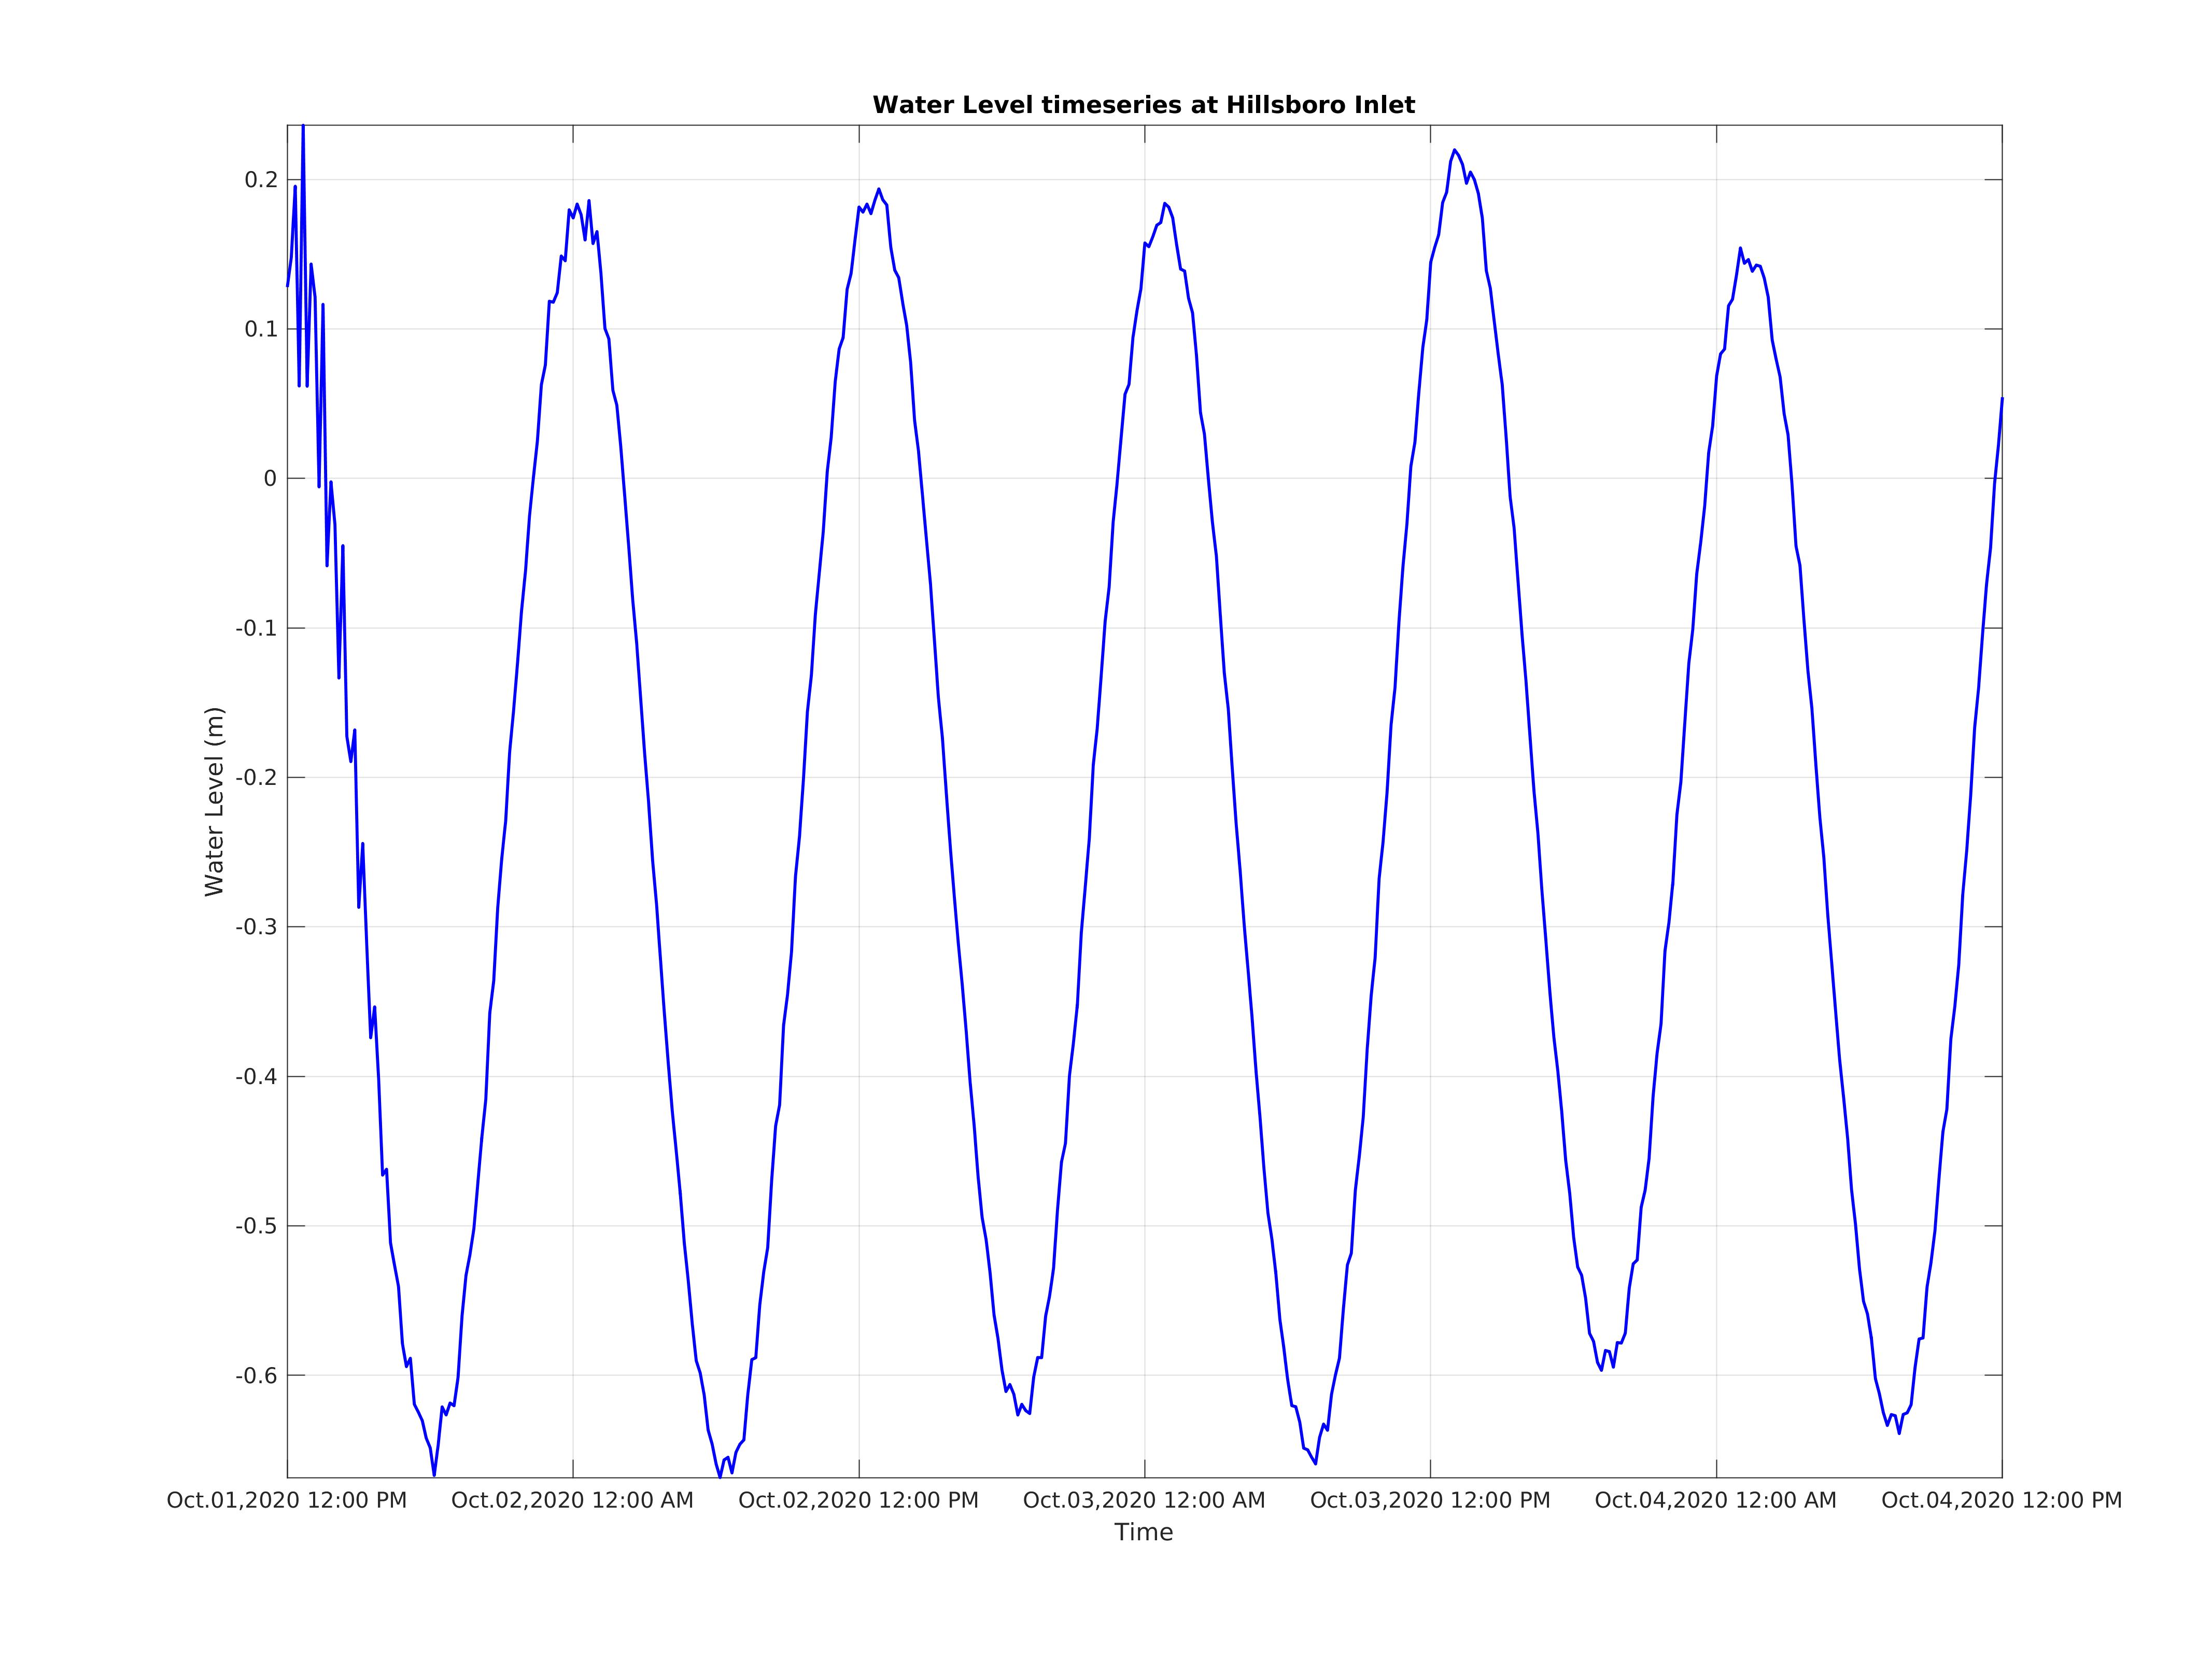 Water Level timeseries at Hillsboro Inlet
0.2
0.1
0
-0.1
-0.2
-0.3
-0.4
-0.5
-0.6
Water Level (m)
Oct.01,2020 12:00 PM Oct.02,2020 12:00 AM Oct.02,2020 12:00 PM Oct.03,2020 12:00 AM Oct.03,2020 12:00 PM Oct.04,2020 12:00 AM Oct.04,2020 12:00 PM
Time